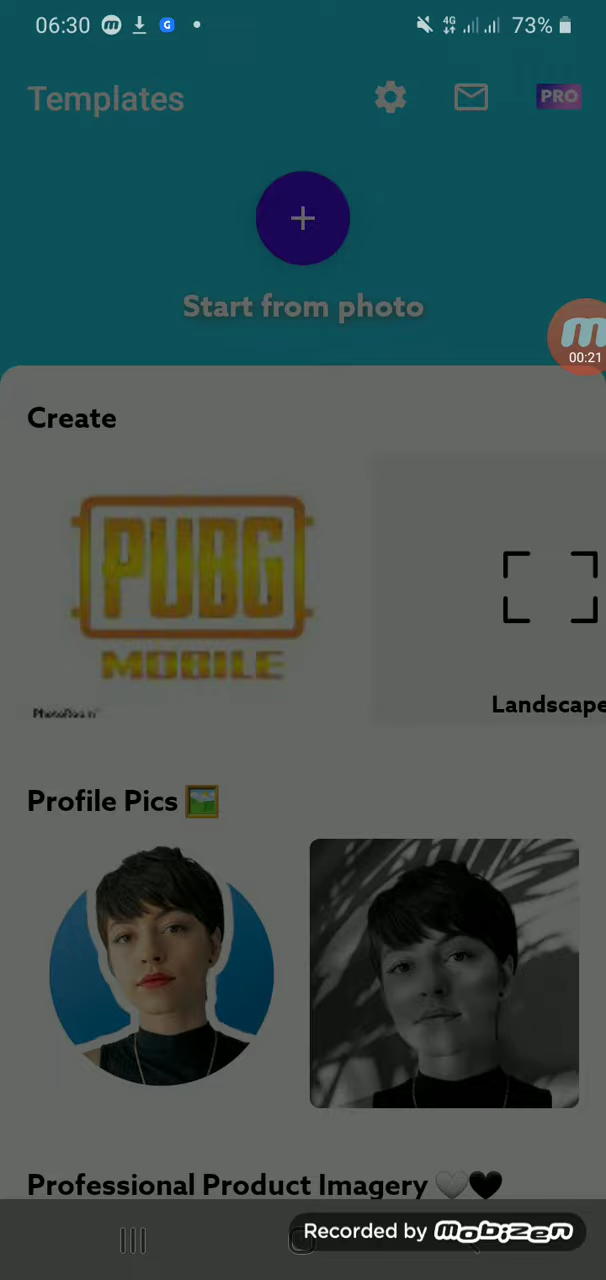 06:30
4G
73%
Templates
PRO
Start from photo
00:21
Create
PUBG
MOBILE
PhotoRoom
Landscape
Profile Pics
Professional Product Imagery
Recorded by mobizen